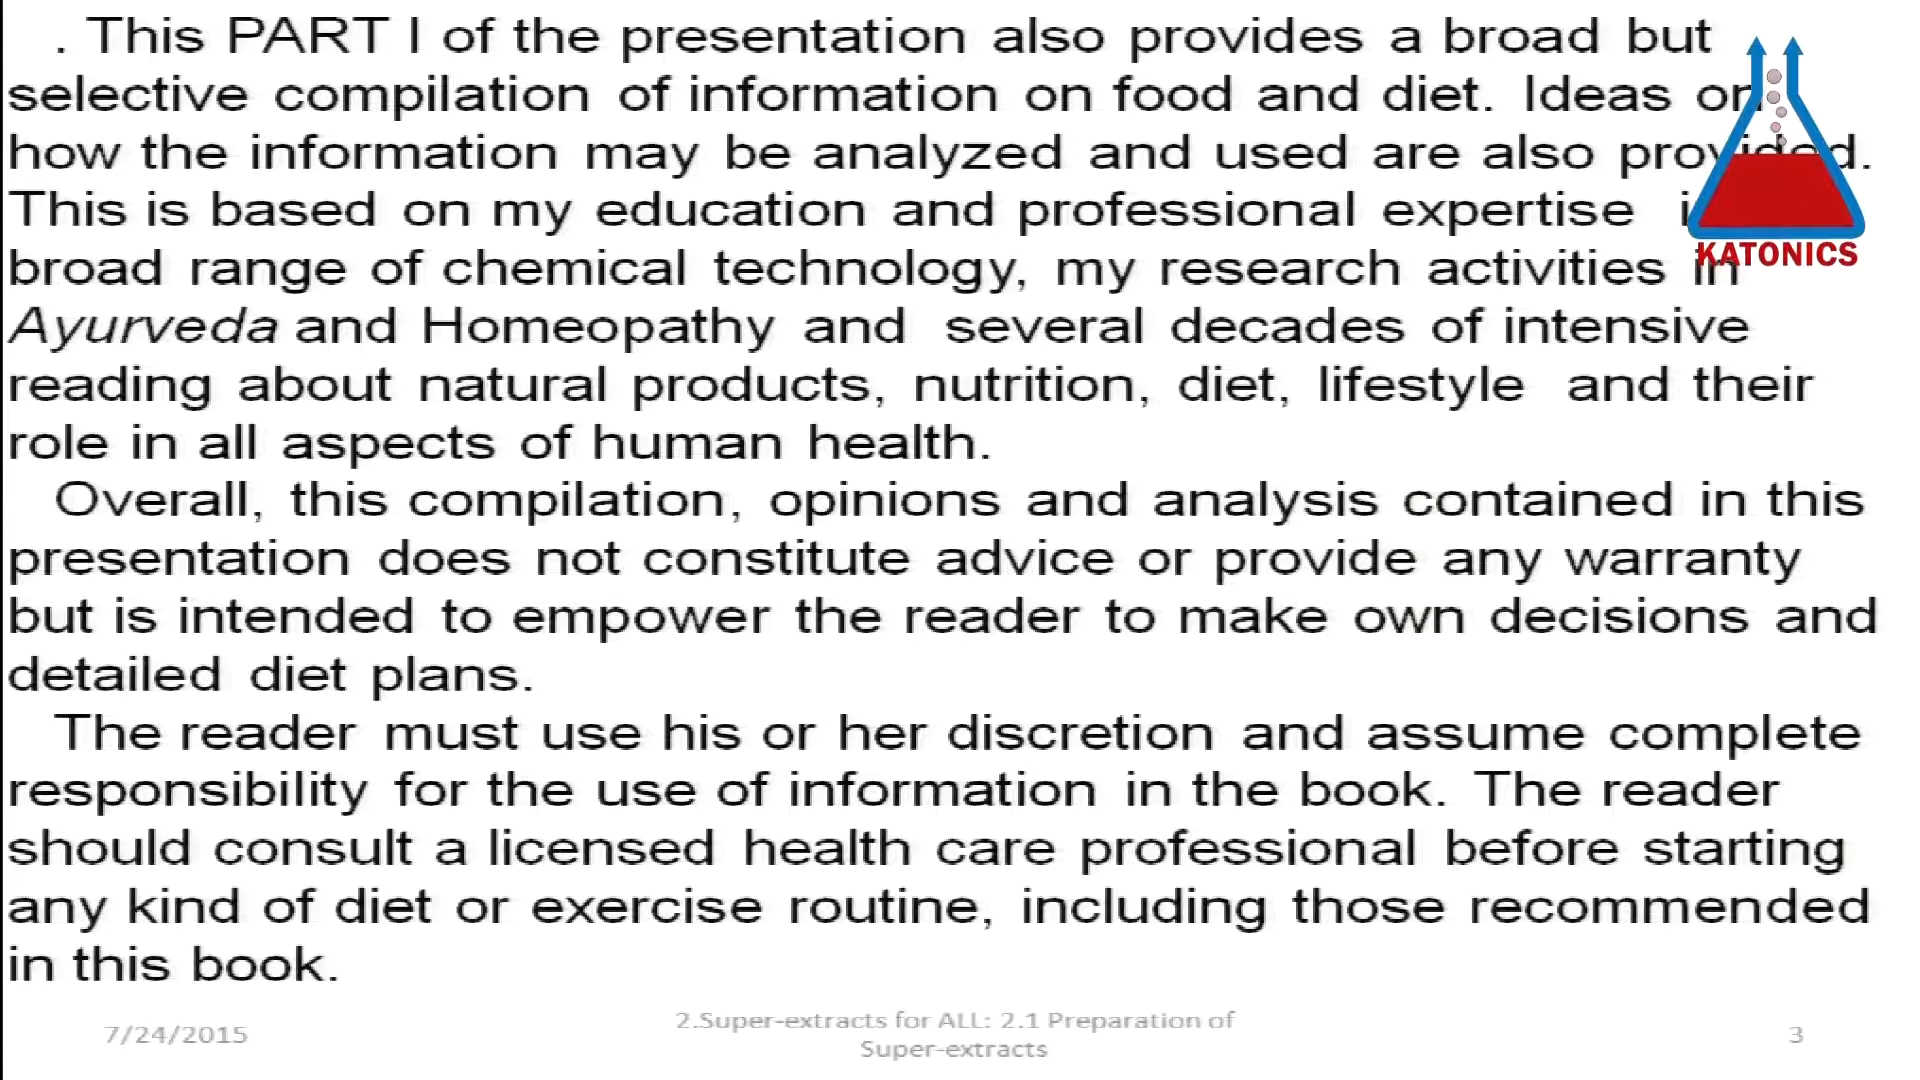 . This PART I of the presentation also provides a broad but
selective compilation of information on food and diet. Ideas on
how the information may be analyzed and used are also provided.
This is based on my education and professional expertise
broad range of chemical technology, my research activities in
Ayurveda and Homeopathy and several decades of intensive
reading about natural products, nutrition, diet, lifestyle and their
role in all aspects of human health.
Overall, this compilation, opinions and analysis contained in this
presentation does not constitute advice or provide any warranty
but is intended to empower the reader to make own decisions and
detailed diet plans.
The reader must use his or her discretion and assume complete
responsibility for the use of information in the book. The reader
should consult a licensed health care professional before starting
any kind of diet or exercise routine, including those recommended
in this book.
KATONICS
7/24/2015
2.Super-extracts for ALL: 2.1 Preparation of
Super-extracts
3